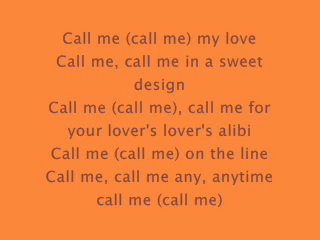 Call me (call me) my love
Call me, call me in a sweet
design
Call me (call me), call me for
your lover's lover's alibi
Call me (call me) on the line
Call me, call me any, anytime
call me (call me)